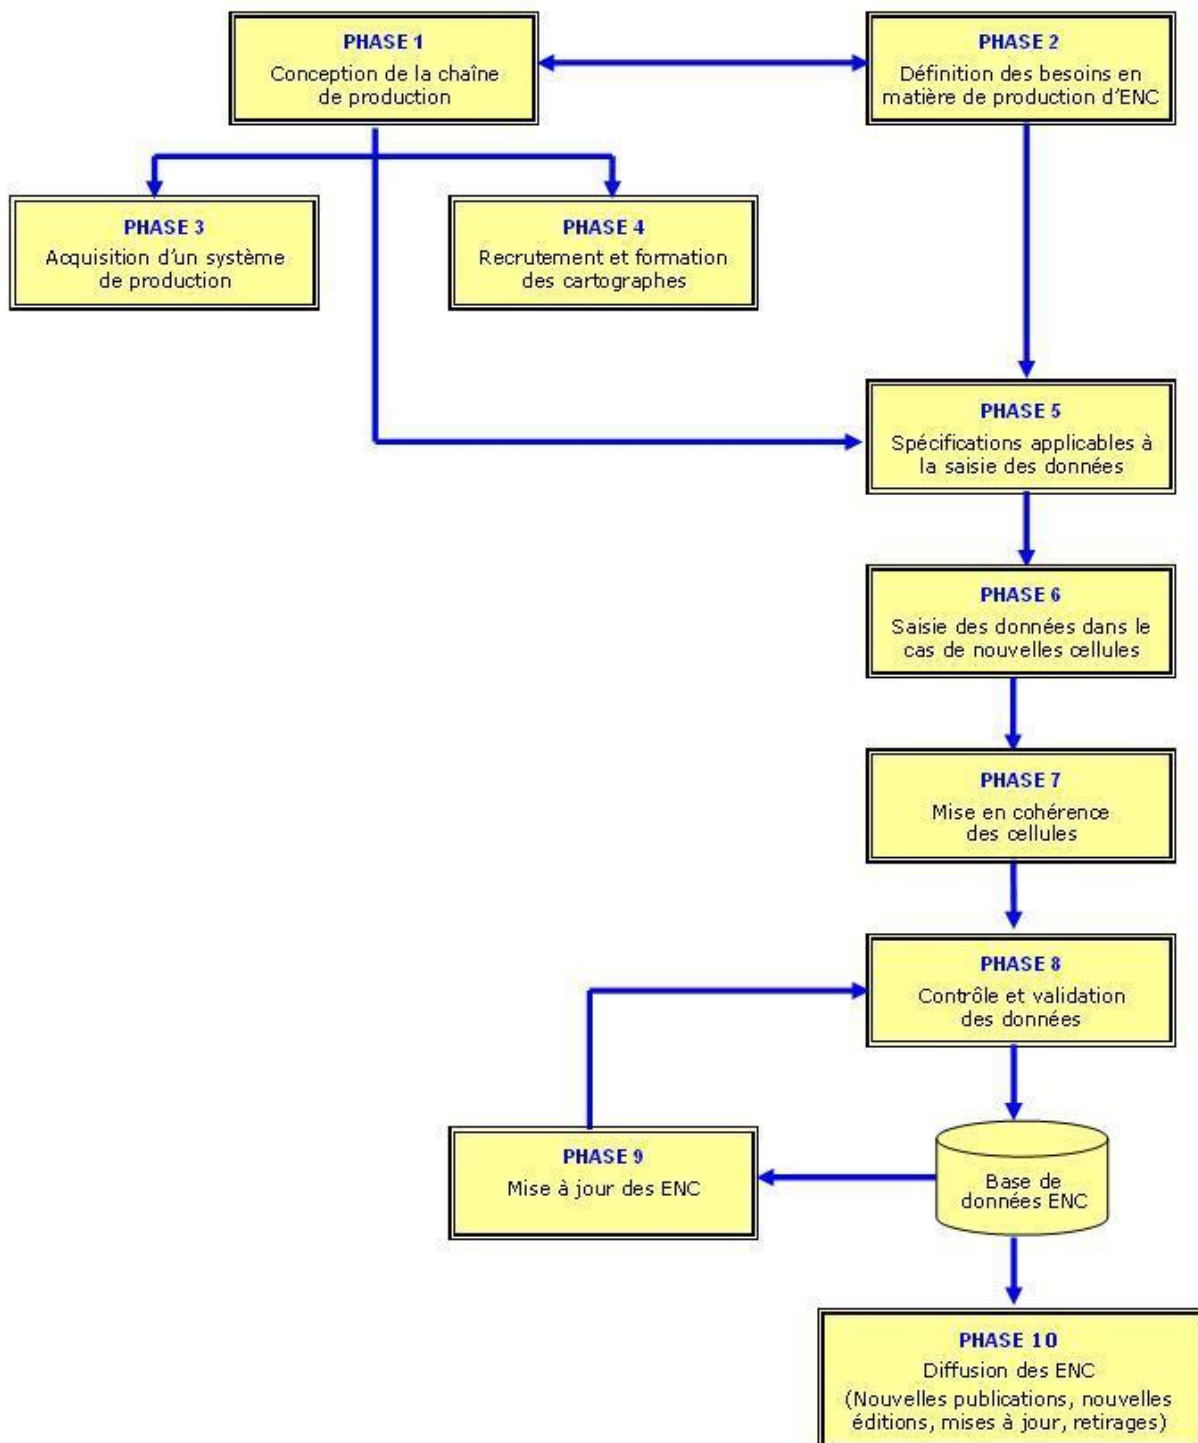 PHASE 1
Conception de la chaîne
de production
PHASE 2
Définition des besoins en
matière de production d'ENC
PHASE 3
Acquisition d'un système
de production
PHASE 4
Recrutement et formation
des cartographes
PHASE 5
Spécifications applicables à
la saisie des données
PHASE 6
Saisie des données dans le
cas de nouvelles cellules
PHASE 7
Mise en cohérence
des cellules
PHASE 8
Contrôle et validation
des données
PHASE 9
Mise à jour des ENC
Base de
données ENC
PHASE 10
Diffusion des ENC
(Nouvelles publications, nouvelles
éditions, mises à jour, retirages)